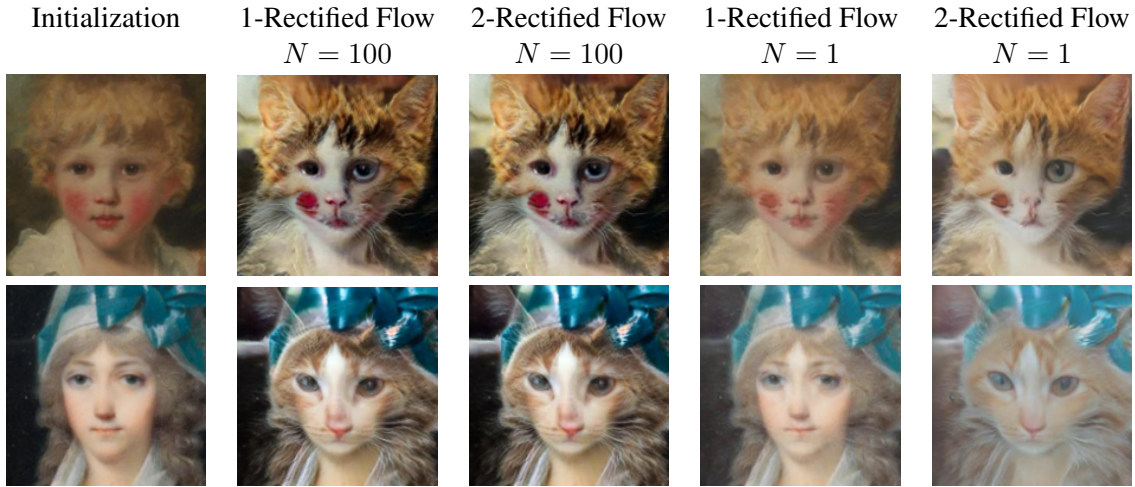 Initialization
1-Rectified Flow
N = 100
2-Rectified Flow
N = 100
1-Rectified Flow
N = 1
2-Rectified Flow
N = 1